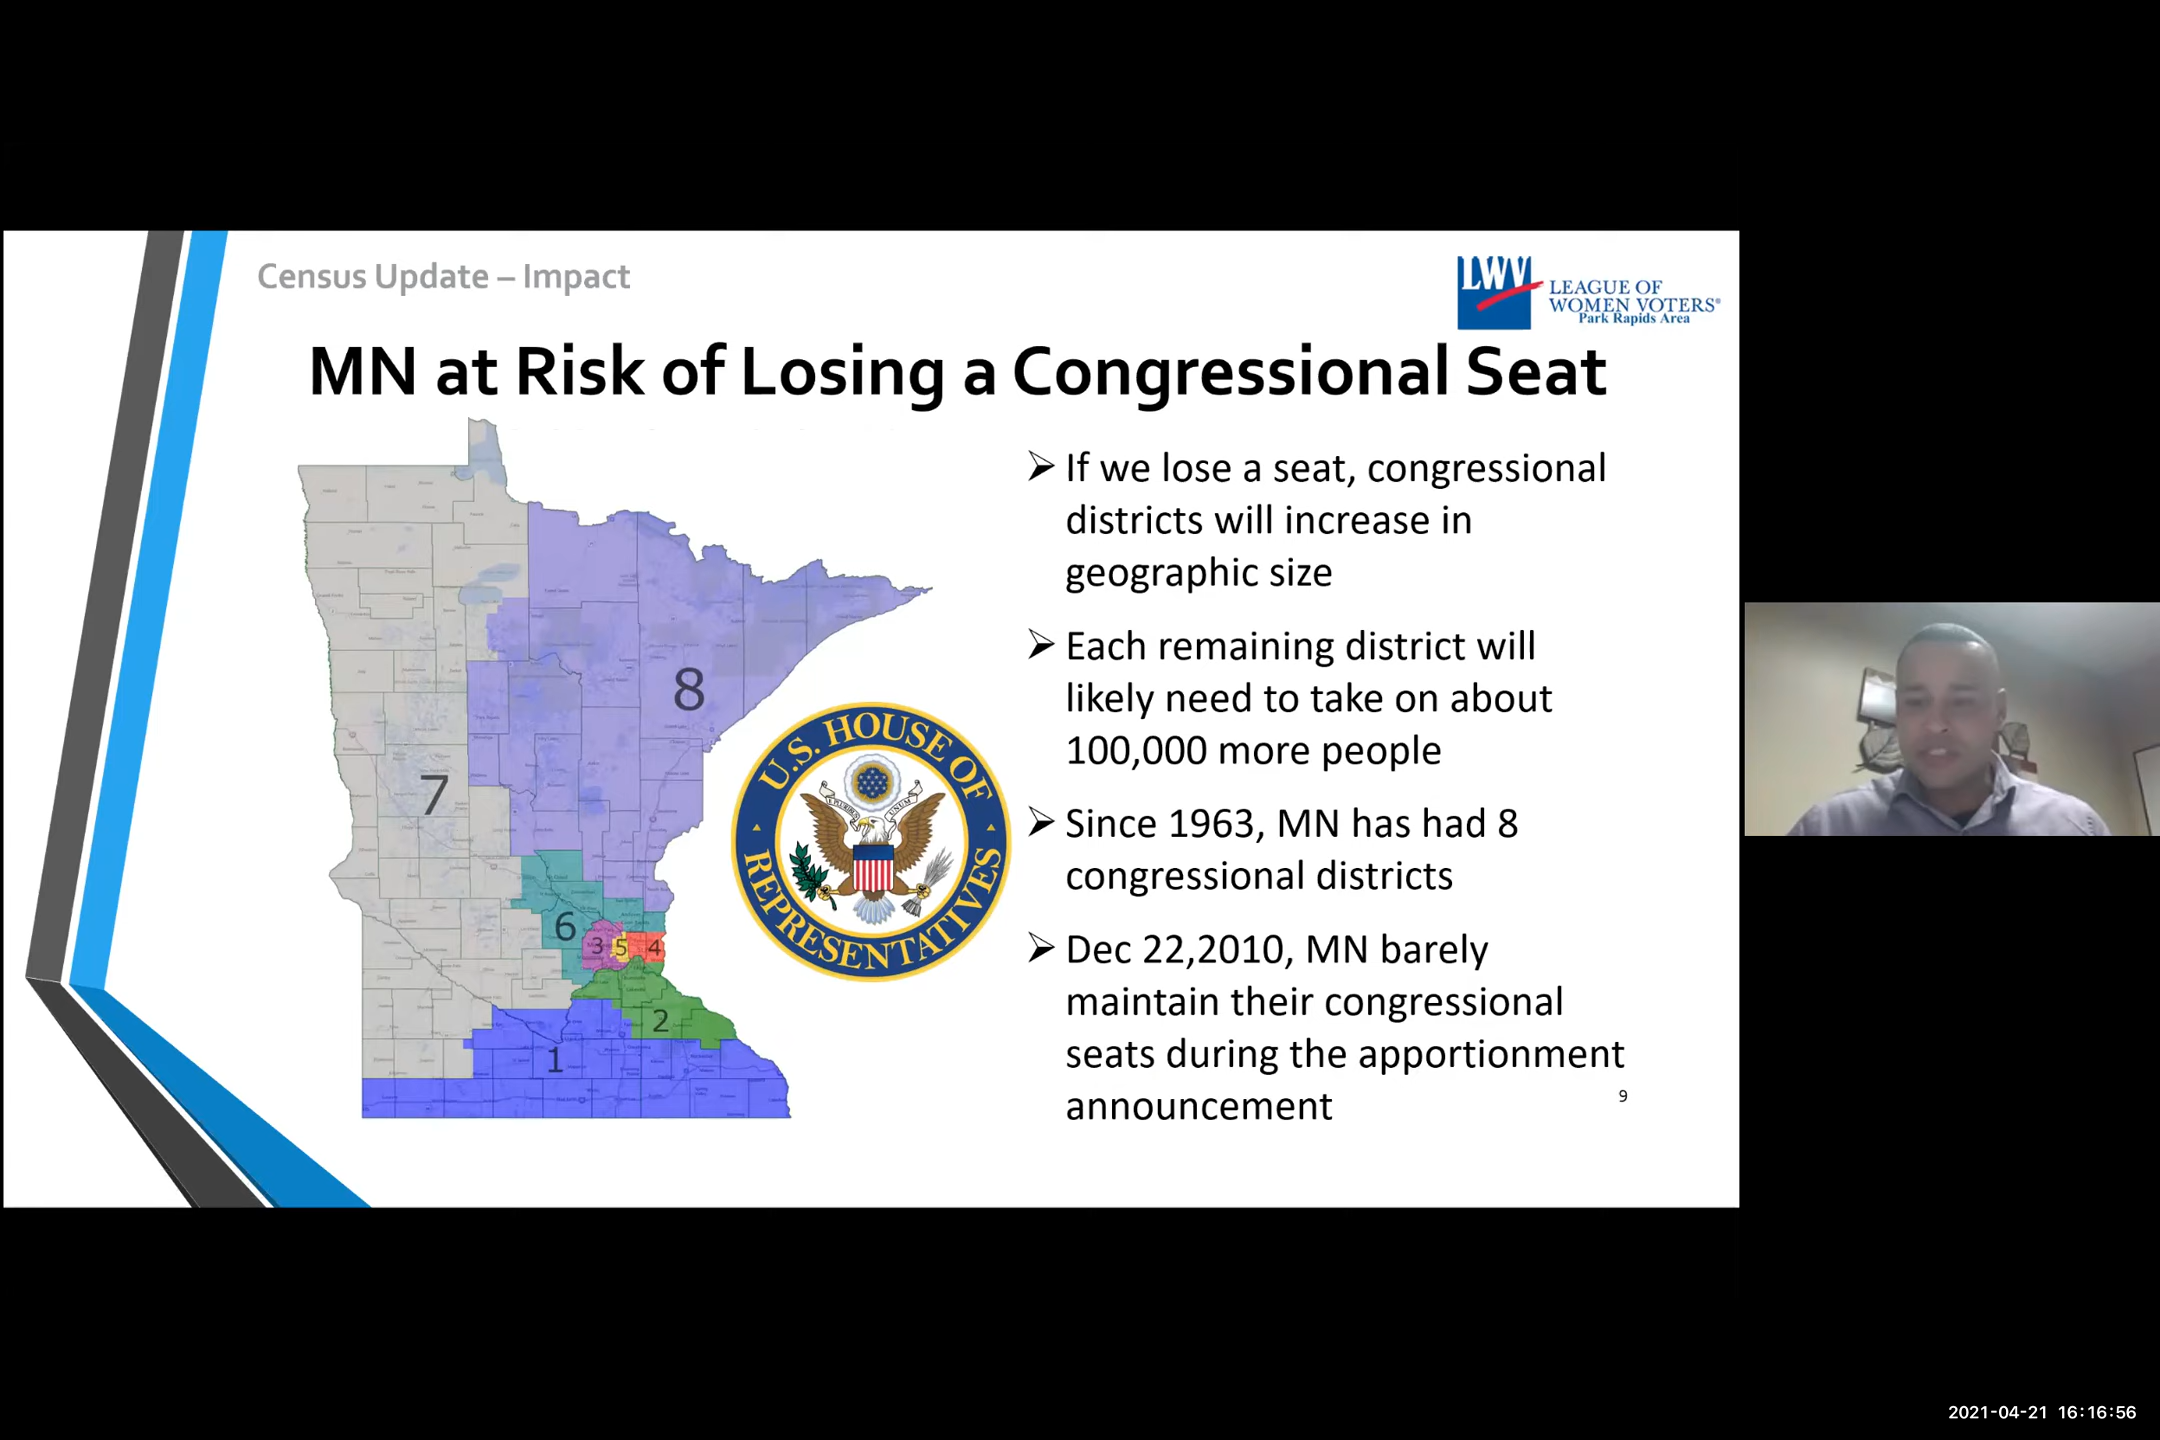 Census Update – Impact
LWV
LEAGUE OF
WOMEN VOTERS®
Park Rapids Area
MN at Risk of Losing a Congressional Seat
If we lose a seat, congressional
districts will increase in
geographic size
Each remaining district will
likely need to take on about
100,000 more people
Since 1963, MN has had 8
congressional districts
Dec 22,2010, MN barely
maintain their congressional
seats during the apportionment
announcement
8
7
6
3
5
4
2
1
U.S. HOUSE OF
REPRESENTATIVES
E PLURIBUS UNUM
9
2021-04-21 16:16:56